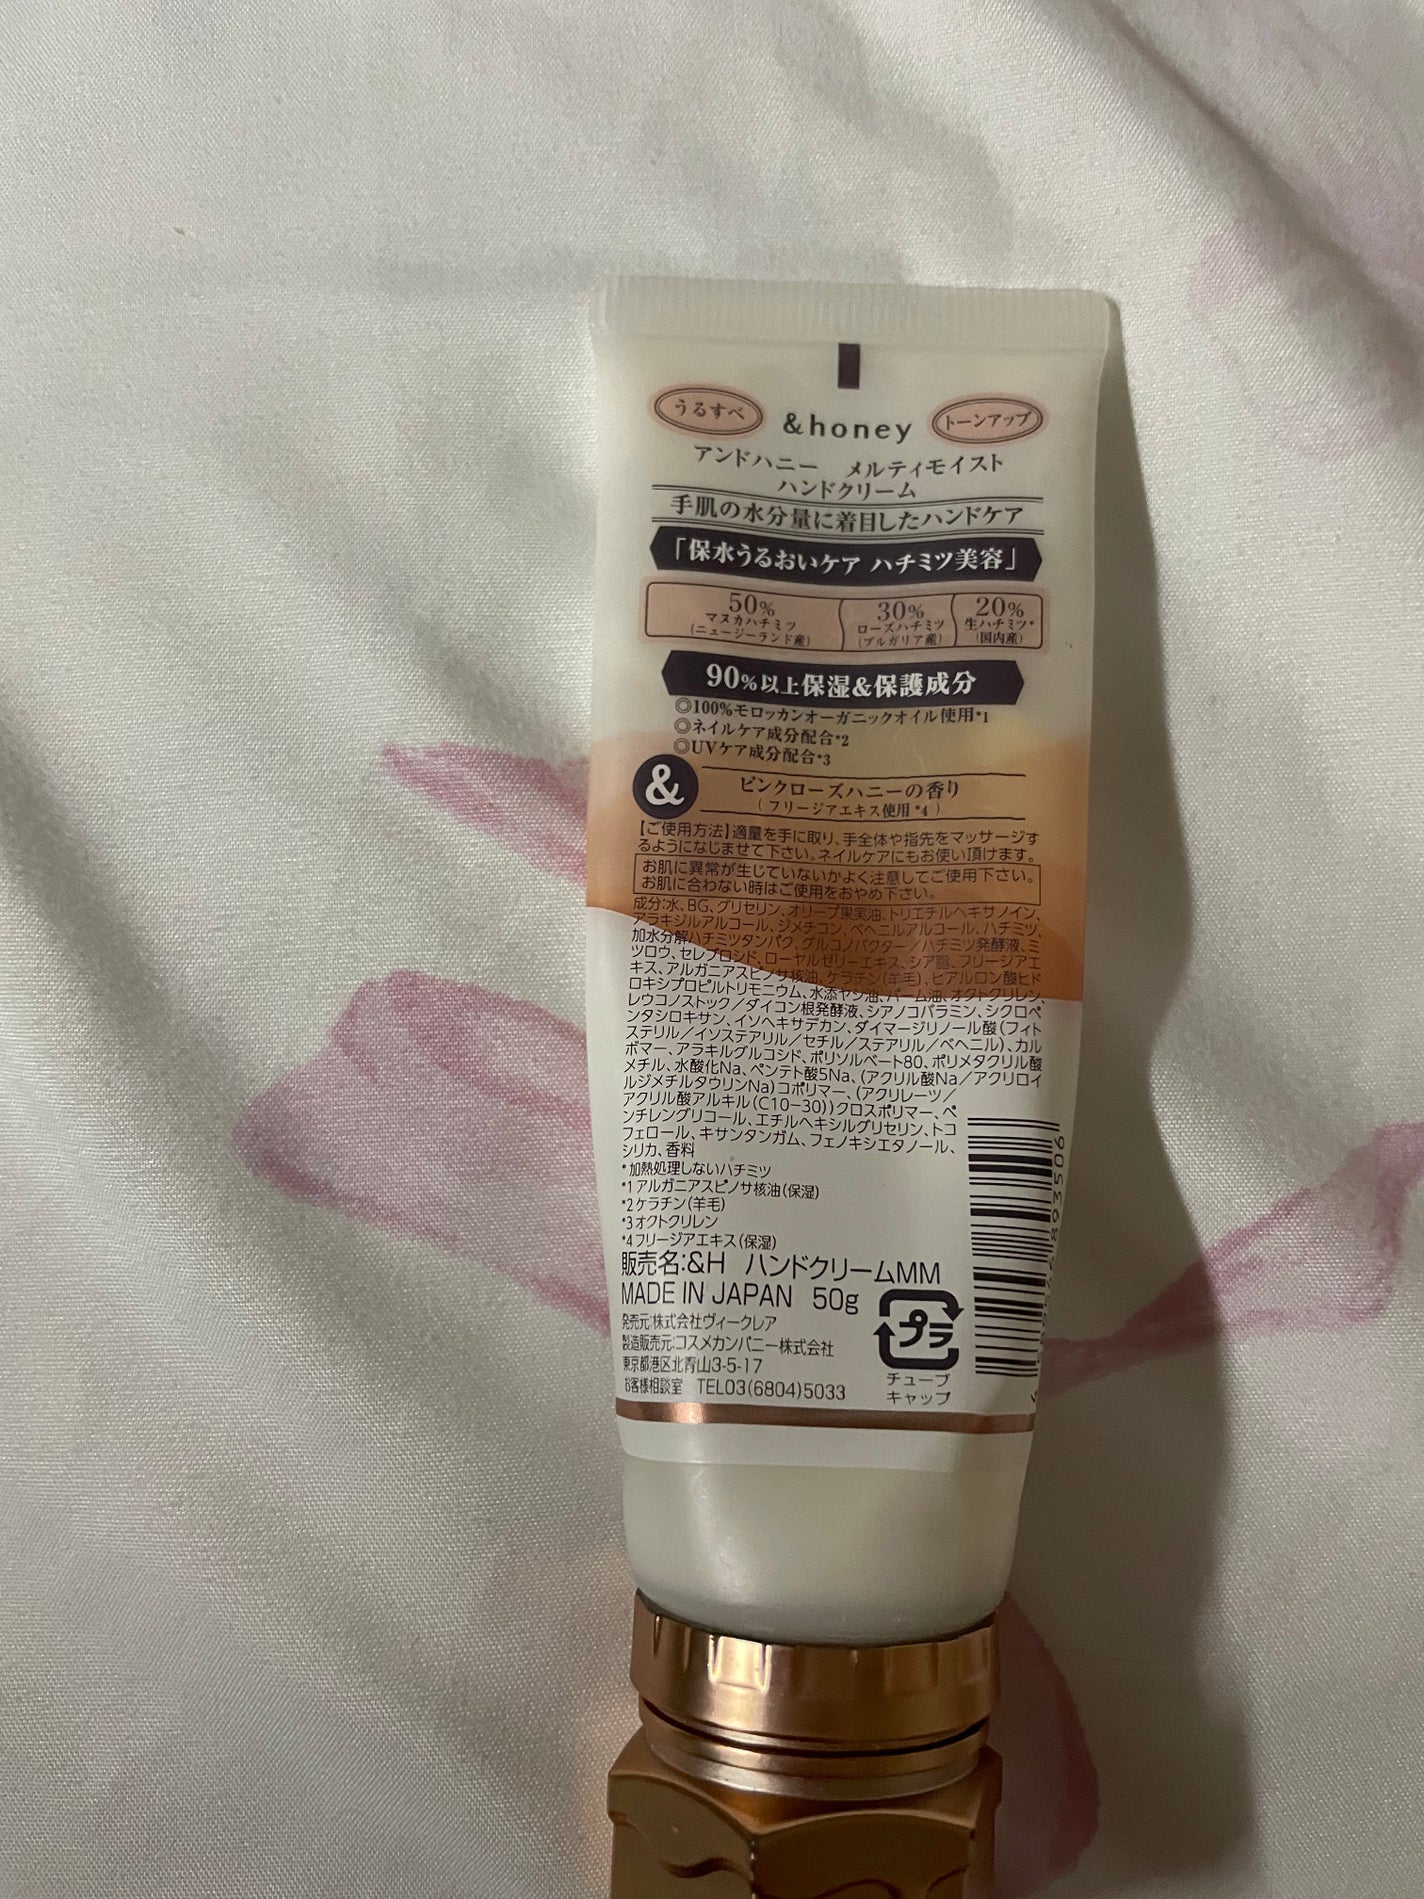 うるすべ &honey トーンアップ
アンドハニー メルティモイスト
ハンドクリーム
手肌の水分量に着目したハンドケア
「保水うるおいケア ハチミツ美容」
50% 30% 20%
マヌカハチミツ ローズハチミツ 生ハチミツ*
(ニュージーランド産) (ブルガリア産) (国内産)
90%以上保湿&保護成分
◎100%モロッカンオーガニックオイル使用*1
◎ネイルケア成分配合*2
◎UVケア成分配合*3
& ピンクローズハニーの香り
(フリージアエキス使用*4)
【ご使用方法】適量を手に取り、手全体や指先をマッサージす
るようになじませて下さい。ネイルケアにもお使い頂けます。
お肌に異常が生じていないかよく注意してご使用下さい。
お肌に合わない時はご使用をおやめ下さい。
成分:水、BG、グリセリン、オリーブ果実油、トリエチルヘキサノイン、
アラキジルアルコール、ジメチコン、ベヘニルアルコール、ハチミツ、
加水分解ハチミツタンパク、グルコノバクター/ハチミツ発酵液、ミ
ツロウ、セレブロシド、ローヤルゼリーエキス、シア脂、フリージアエ
キス、アルガニアスピノサ核油、ケラチン(羊毛)、ヒアルロン酸ヒド
ロキシプロピルトリモニウム、水添ヤシ油、パーム油、オクトクリレン、
レウコノストック/ダイコン根発酵液、シアノコバラミン、シクロペ
ンタシロキサン、イソヘキサデカン、ダイマージリノール酸(フィト
ステリル/イソステアリル/セチル/ステアリル/ベヘニル)、カル
ボマー、アラキルグルコシド、ポリソルベート80、ポリメタクリル酸
メチル、水酸化Na、ペンテト酸5Na、(アクリル酸Na/アクリロイ
ルジメチルタウリンNa)コポリマー、(アクリレーツ/
アクリル酸アルキル(C10-30))クロスポリマー、ペ
ンチレングリコール、エチルヘキシルグリセリン、トコ
フェロール、キサンタンガム、フェノキシエタノール、
シリカ、香料
*加熱処理しないハチミツ
*1アルガニアスピノサ核油(保湿)
*2ケラチン(羊毛)
*3オクトクリレン
*4フリージアエキス(保湿)
販売名:&H ハンドクリームMM
MADE IN JAPAN 50g
発売元:株式会社ヴィークレア
製造販売元:コスメカンパニー株式会社
東京都港区北青山3-5-17
お客様相談室 TEL03(6804)5033
プラ
チューブ
キャップ
893506